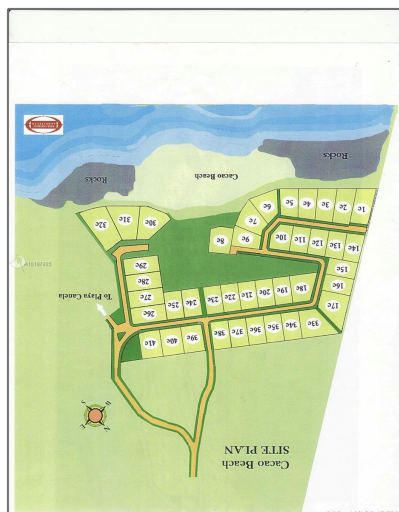 Cacao Beach
SITE PLAN
N
E
S
W
33c
34c
35c
36c
37c
38c
39c
40c
41c
17c
18c
19c
20c
21c
22c
23c
24c
25c
26c
To Playa Canela
16c
27c
15c
28c
14c
13c
12c
11c
10c
9c
8c
29c
1c
2c
3c
4c
5c
6c
7c
30c
31c
32c
Rocks
Cacao Beach
Rocks